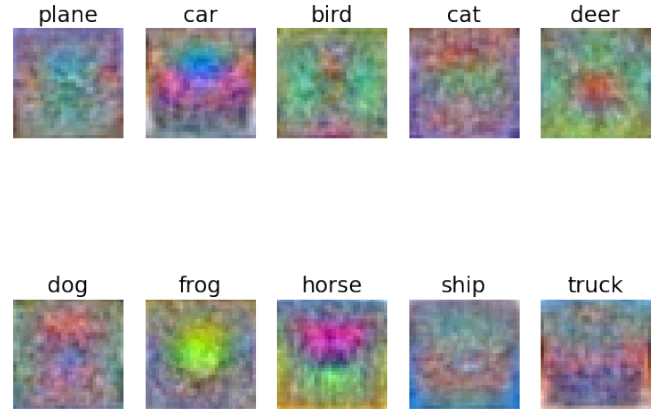 plane car bird cat deer
dog frog horse ship truck